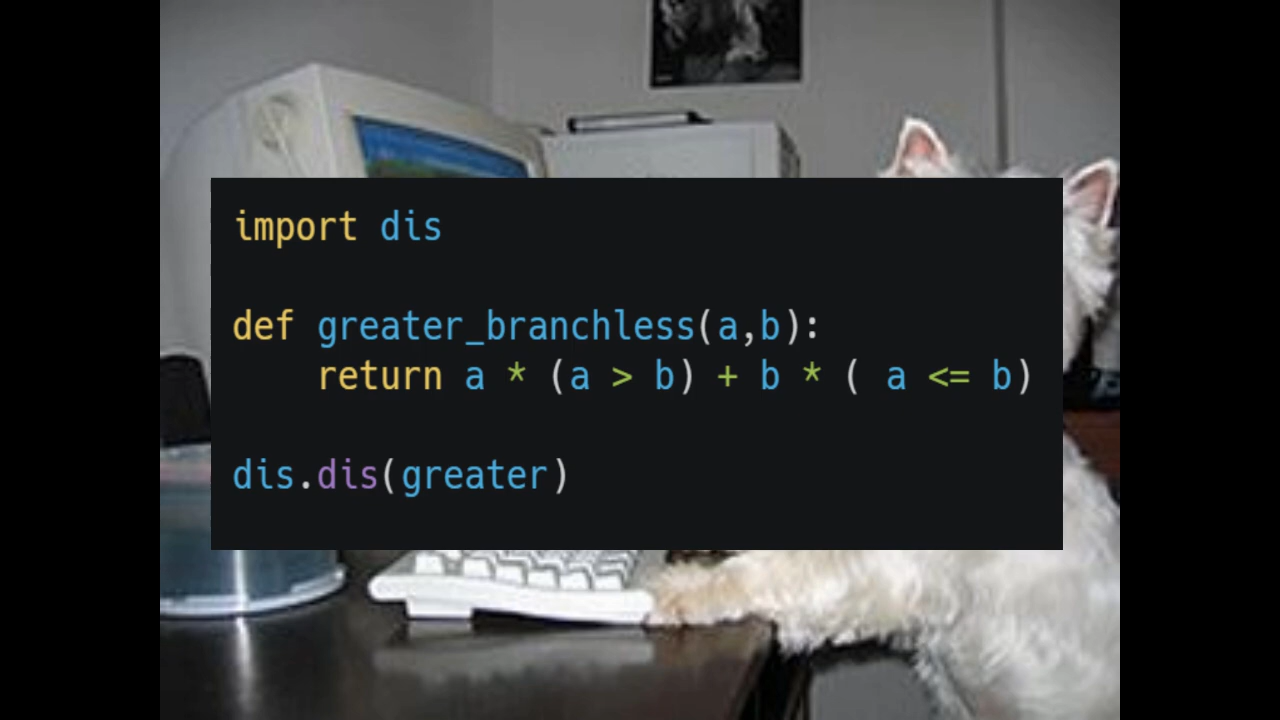 import dis
def greater_branchless(a,b):
    return a * (a > b) + b * ( a <= b)
dis.dis(greater)